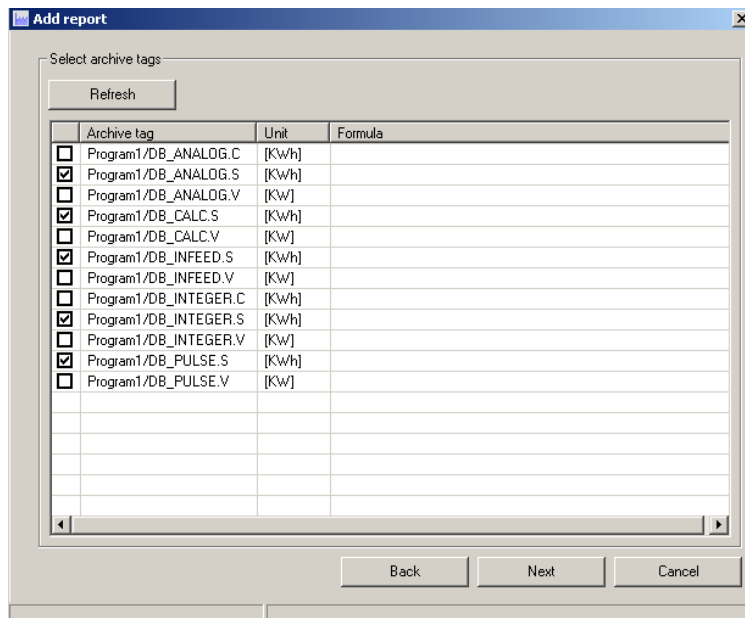 Add report
Select archive tags
Refresh
Archive tag Unit Formula
Program1/DB_ANALOG.C [KWh]
Program1/DB_ANALOG.S [KWh]
Program1/DB_ANALOG.V [KW]
Program1/DB_CALC.S [KWh]
Program1/DB_CALC.V [KW]
Program1/DB_INFEED.S [KWh]
Program1/DB_INFEED.V [KW]
Program1/DB_INTEGER.C [KWh]
Program1/DB_INTEGER.S [KWh]
Program1/DB_INTEGER.V [KW]
Program1/DB_PULSE.S [KWh]
Program1/DB_PULSE.V [KW]
Back Next Cancel